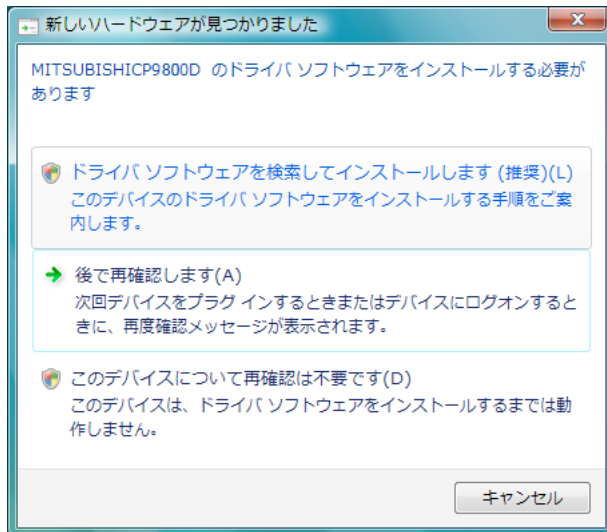 新しいハードウェアが見つかりました
MITSUBISHICP9800D のドライバ ソフトウェアをインストールする必要が
あります
ドライバ ソフトウェアを検索してインストールします (推奨)(L)
このデバイスのドライバ ソフトウェアをインストールする手順をご案
内します。
後で再確認します(A)
次回デバイスをプラグ インするときまたはデバイスにログオンすると
きに、再度確認メッセージが表示されます。
このデバイスについて再確認は不要です(D)
このデバイスは、ドライバ ソフトウェアをインストールするまでは動
作しません。
キャンセル